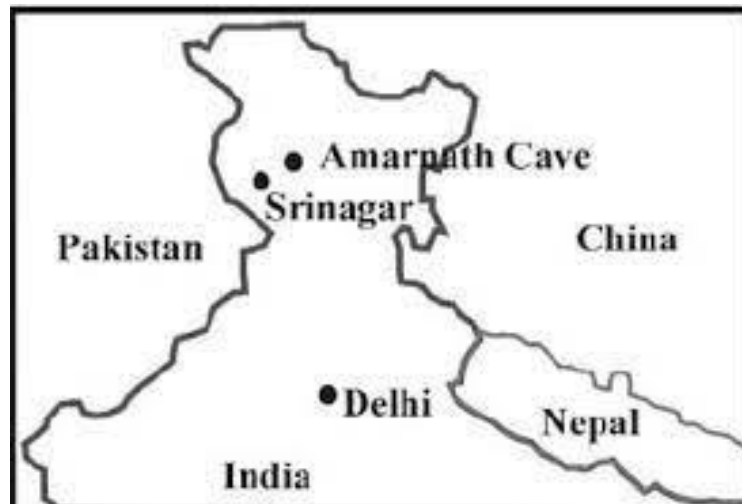 Amarnath Cave
Srinagar
Pakistan
China
Delhi
Nepal
India